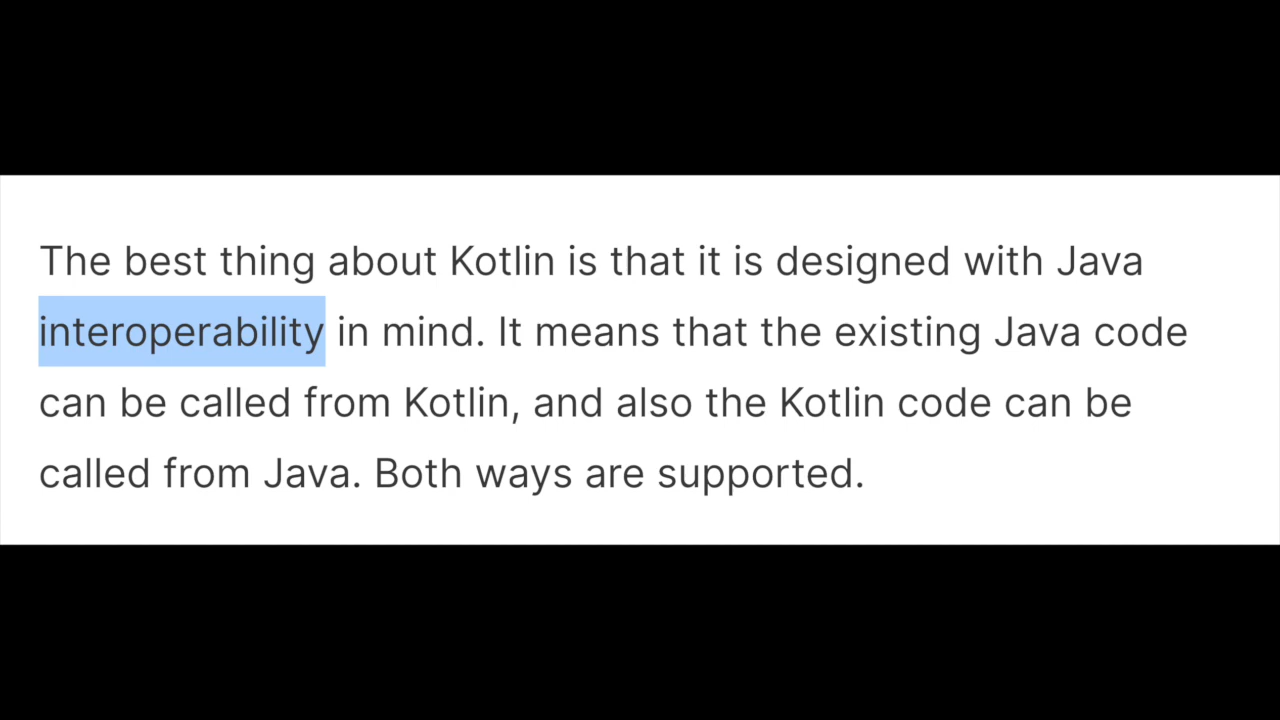 The best thing about Kotlin is that it is designed with Java
interoperability in mind. It means that the existing Java code
can be called from Kotlin, and also the Kotlin code can be
called from Java. Both ways are supported.